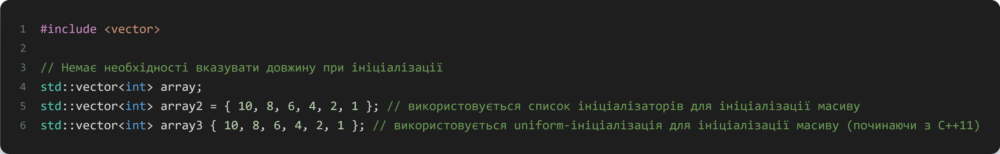 1 #include <vector>
2
3 // Немає необхідності вказувати довжину при ініціалізації
4 std::vector<int> array;
5 std::vector<int> array2 = { 10, 8, 6, 4, 2, 1 }; // використовується список ініціалізаторів для ініціалізації масиву
6 std::vector<int> array3 { 10, 8, 6, 4, 2, 1 }; // використовується uniform-ініціалізація для ініціалізації масиву (починаючи з C++11)